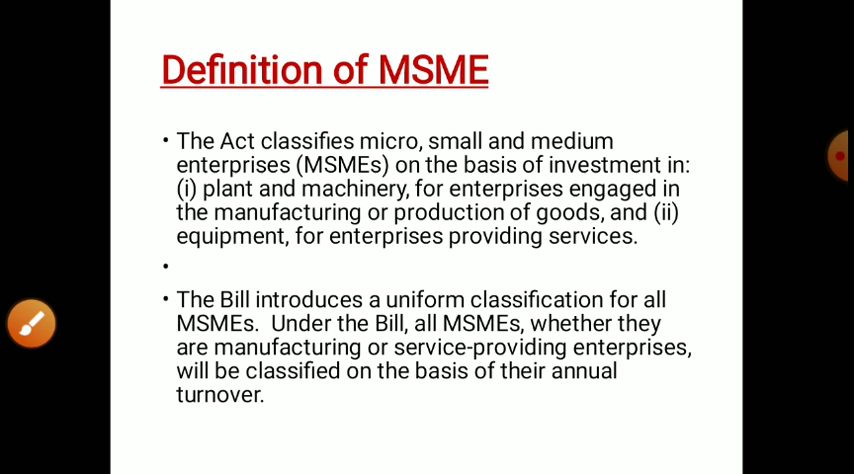 Definition of MSME
• The Act classifies micro, small and medium
enterprises (MSMEs) on the basis of investment in:
(i) plant and machinery, for enterprises engaged in
the manufacturing or production of goods, and (ii)
equipment, for enterprises providing services.
•
• The Bill introduces a uniform classification for all
MSMEs.  Under the Bill, all MSMEs, whether they
are manufacturing or service-providing enterprises,
will be classified on the basis of their annual
turnover.